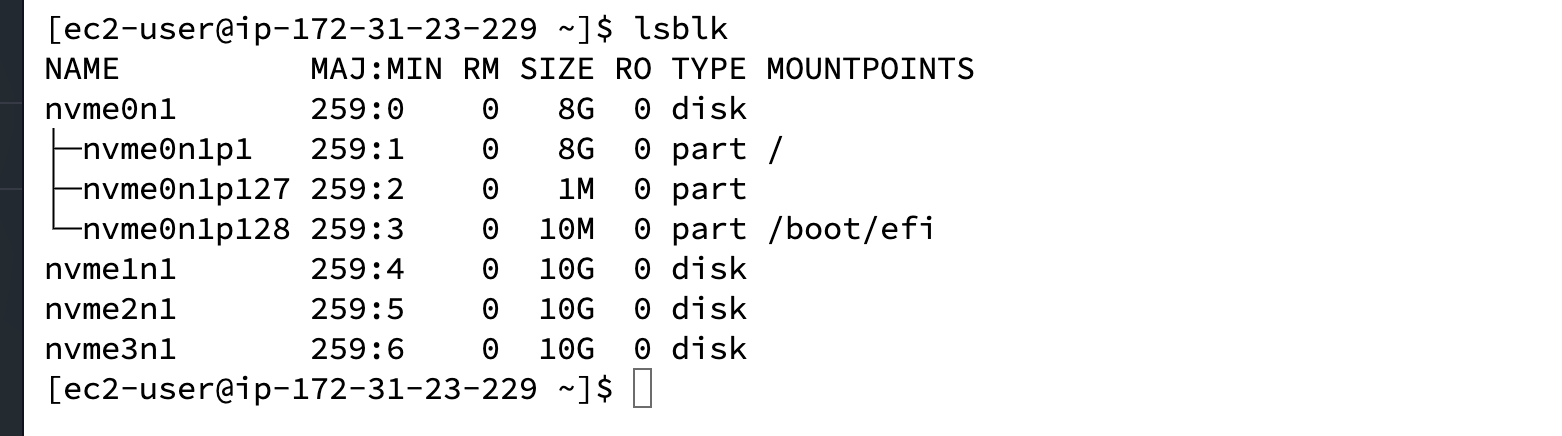 [ec2-user@ip-172-31-23-229 ~]$ lsblk
NAME          MAJ:MIN RM SIZE RO TYPE MOUNTPOINTS
nvme0n1       259:0    0   8G  0 disk
├─nvme0n1p1   259:1    0   8G  0 part /
├─nvme0n1p127 259:2    0   1M  0 part
└─nvme0n1p128 259:3    0  10M  0 part /boot/efi
nvme1n1       259:4    0  10G  0 disk
nvme2n1       259:5    0  10G  0 disk
nvme3n1       259:6    0  10G  0 disk
[ec2-user@ip-172-31-23-229 ~]$